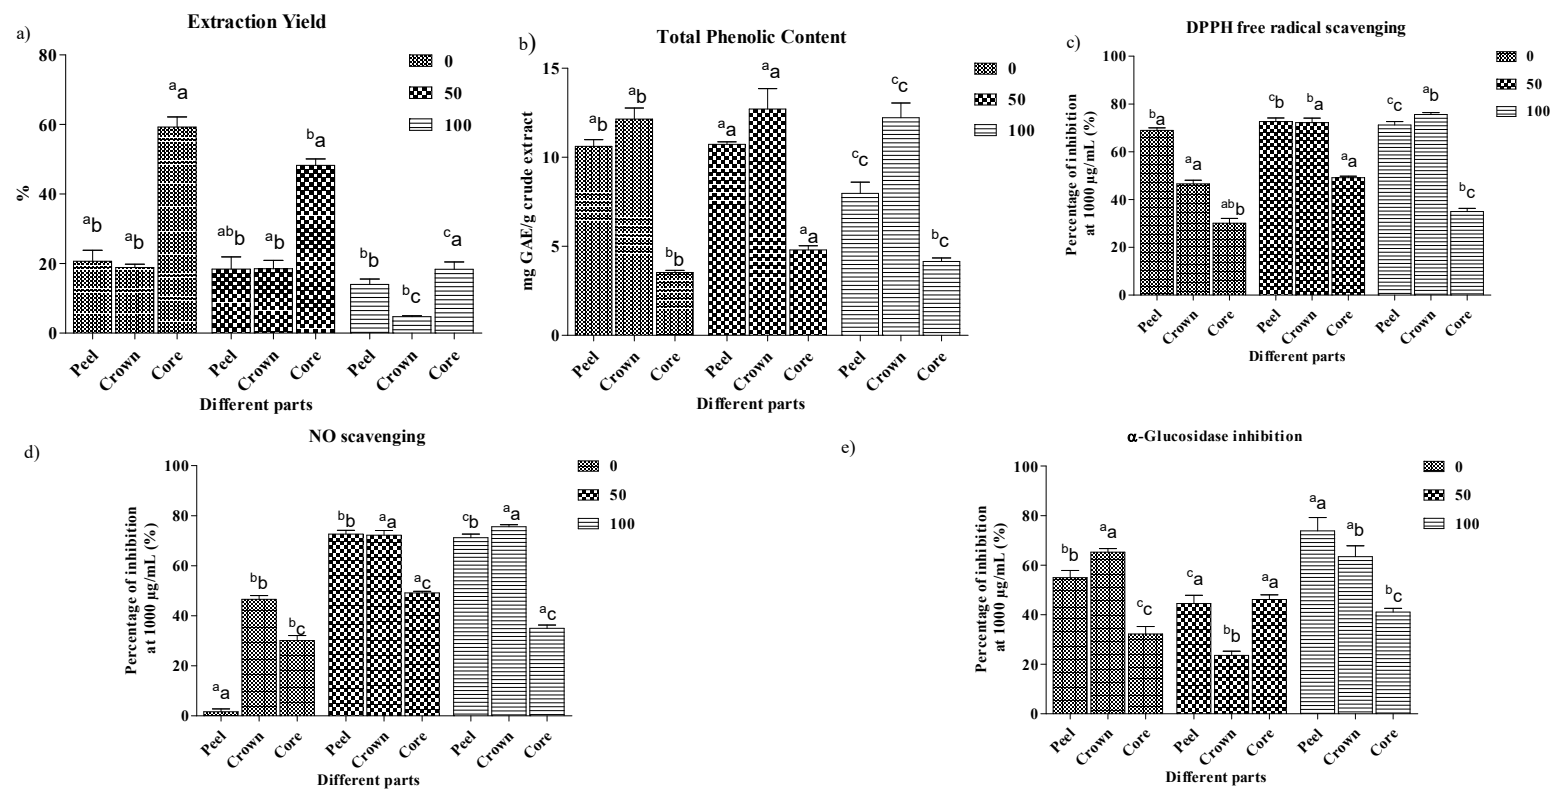 a)
Extraction Yield
%
80
60
40
20
0
ab
ab
aa
abb
ab
ba
bb
bc
ca
Peel
Crown
Core
Peel
Crown
Core
Peel
Crown
Core
Different parts
0
50
100
b)
Total Phenolic Content
mg GAE/g crude extract
15
10
5
0
ab
ab
bb
aa
aa
aa
cc
cc
bc
Peel
Crown
Core
Peel
Crown
Core
Peel
Crown
Core
Different parts
0
50
100
c)
DPPH free radical scavenging
Percentage of inhibition
at 1000 µg/mL (%)
100
80
60
40
20
0
ba
aa
abb
cb
ba
aa
cc
ab
bc
Peel
Crown
Core
Peel
Crown
Core
Peel
Crown
Core
Different parts
0
50
100
d)
NO scavenging
Percentage of inhibition
at 1000 µg/mL (%)
100
80
60
40
20
0
aa
bb
bc
bb
aa
ac
cb
aa
ac
Peel
Crown
Core
Peel
Crown
Core
Peel
Crown
Core
Different parts
0
50
100
e)
α-Glucosidase inhibition
Percentage of inhibition
at 1000 µg/mL (%)
100
80
60
40
20
0
bb
aa
cc
ca
bb
aa
aa
ab
bc
Peel
Crown
Core
Peel
Crown
Core
Peel
Crown
Core
Different parts
0
50
100